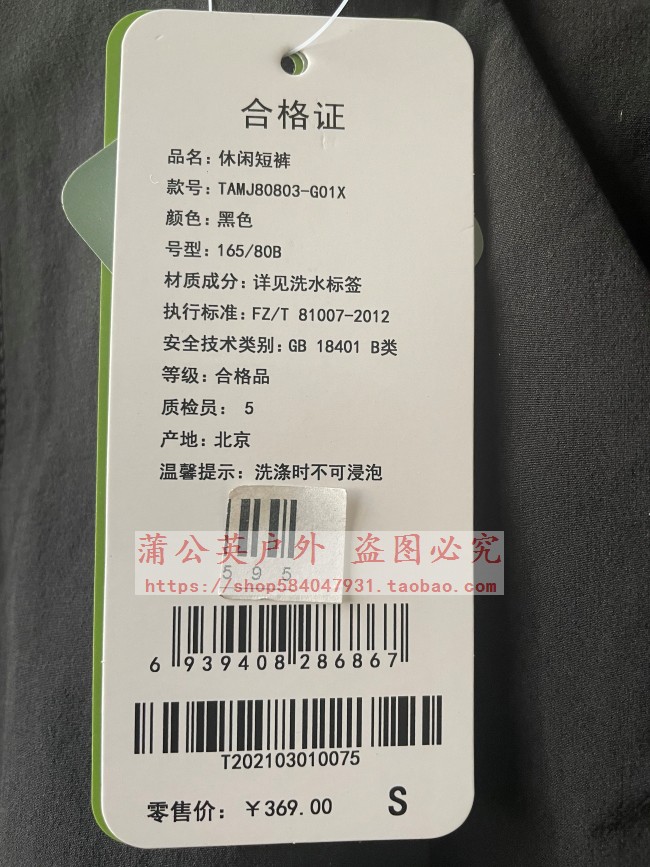 合格证
品名：休闲短裤
款号：TAMJ80803-G01X
颜色：黑色
号型：165/80B
材质成分：详见洗水标签
执行标准：FZ/T 81007-2012
安全技术类别：GB 18401 B类
等级：合格品
质检员： 5
产地：北京
温馨提示：洗涤时不可浸泡
蒲公英户外 盗图必究
595
https://shop584047931.taobao.com
6 939408 286867
T202103010075
零售价：￥369.00 S